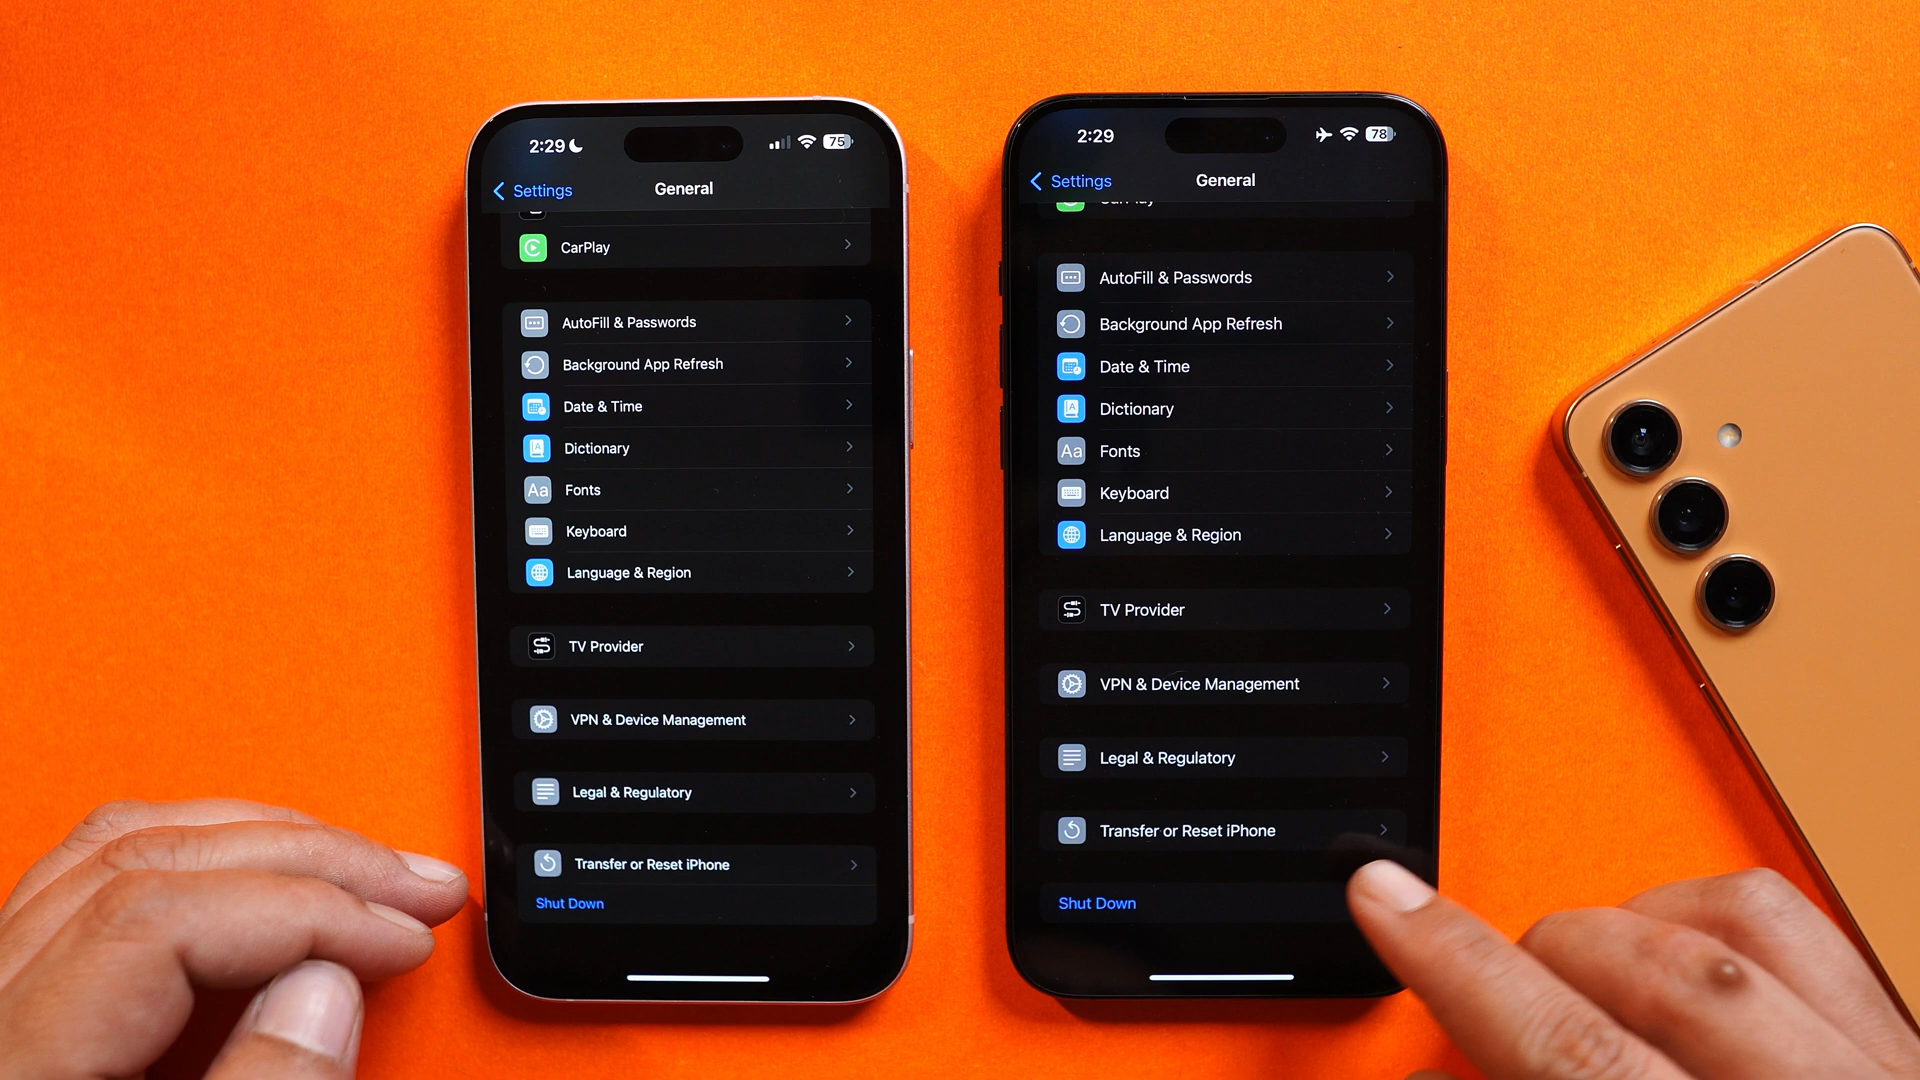 2:29
75
Settings
General
CarPlay
AutoFill & Passwords
Background App Refresh
Date & Time
Dictionary
Aa
Fonts
Keyboard
Language & Region
TV Provider
VPN & Device Management
Legal & Regulatory
Transfer or Reset iPhone
Shut Down
2:29
78
Settings
General
CarPlay
AutoFill & Passwords
Background App Refresh
Date & Time
Dictionary
Aa
Fonts
Keyboard
Language & Region
TV Provider
VPN & Device Management
Legal & Regulatory
Transfer or Reset iPhone
Shut Down